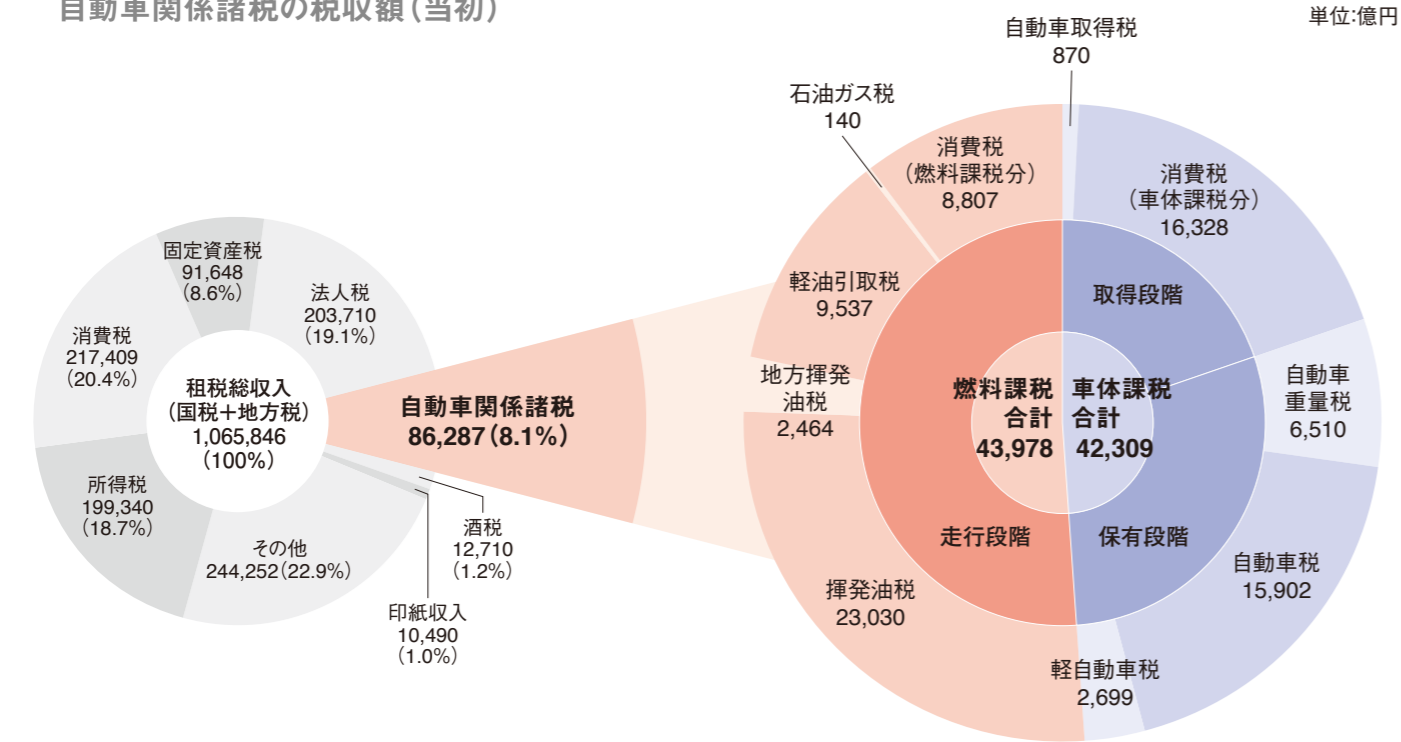 自動車関係諸税の税収額（当初）
単位:億円
固定資産税
91,648
（8.6%）
法人税
203,710
（19.1%）
消費税
217,409
（20.4%）
租税総収入
（国税＋地方税）
1,065,846
（100%）
所得税
199,340
（18.7%）
その他
244,252（22.9%）
酒税
12,710
（1.2%）
印紙収入
10,490
（1.0%）
自動車関係諸税
86,287（8.1%）
自動車取得税
870
石油ガス税
140
消費税
（燃料課税分）
8,807
消費税
（車体課税分）
16,328
軽油引取税
9,537
取得段階
地方揮発
油税
2,464
燃料課税
合計
43,978
車体課税
合計
42,309
自動車
重量税
6,510
走行段階
保有段階
揮発油税
23,030
自動車税
15,902
軽自動車税
2,699